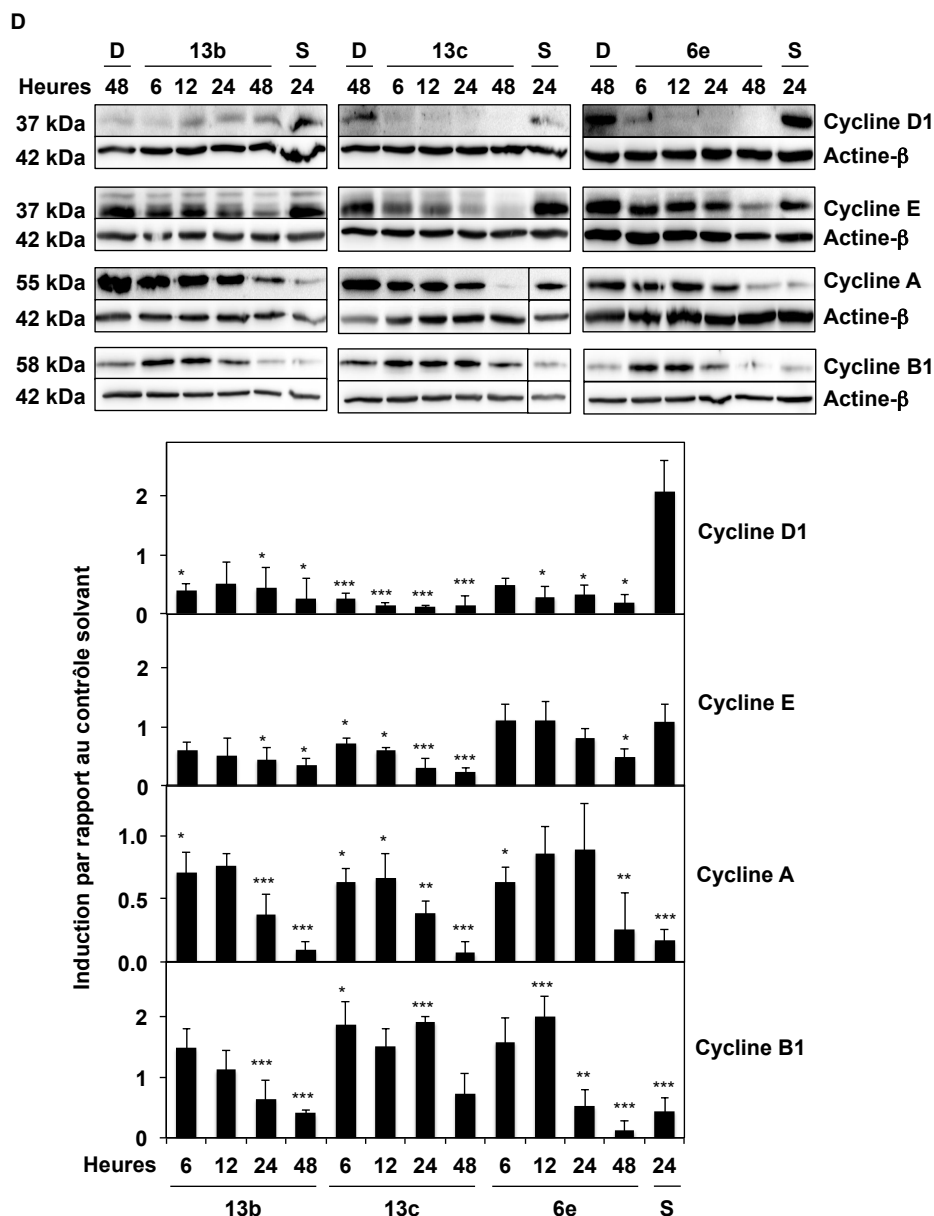 D
D 13b S D 13c S D 6e S
Heures 48 6 12 24 48 24 48 6 12 24 48 24 48 6 12 24 48 24
37 kDa Cycline D1
42 kDa Actine-β
37 kDa Cycline E
42 kDa Actine-β
55 kDa Cycline A
42 kDa Actine-β
58 kDa Cycline B1
42 kDa Actine-β
Induction par rapport au contrôle solvant
2
1
0
* * * *** *** *** *** * * *
Cycline D1
2
1
0
* * * * *** *** *
Cycline E
1.0
0.5
0.0
* *** *** * * ** *** * ** ***
Cycline A
2
1
0
*** *** * *** *** ** *** ***
Cycline B1
Heures 6 12 24 48 6 12 24 48 6 12 24 48 24
13b 13c 6e S